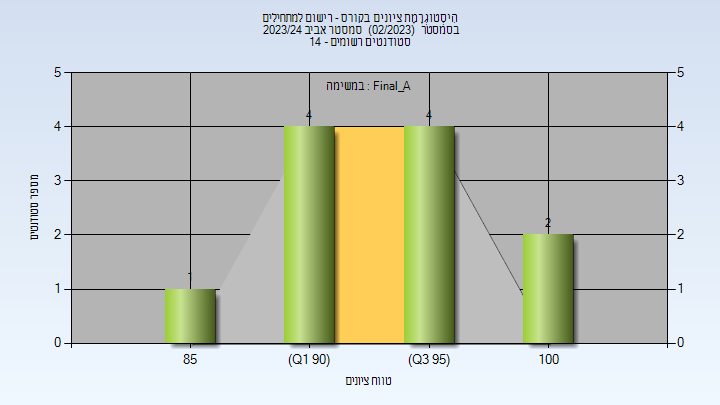 היסטוגרמת ציונים בקורס - רישום למתחילים
בסמסטר (02/2023) סמסטר אביב 2023/24
סטודנטים רשומים - 14
במשימה : Final_A
5 5
4 4
3 3
2 2
1 1
0 0
4 4
2
1
מספר סטודנטים
85 (Q1 90) (Q3 95) 100
טווח ציונים